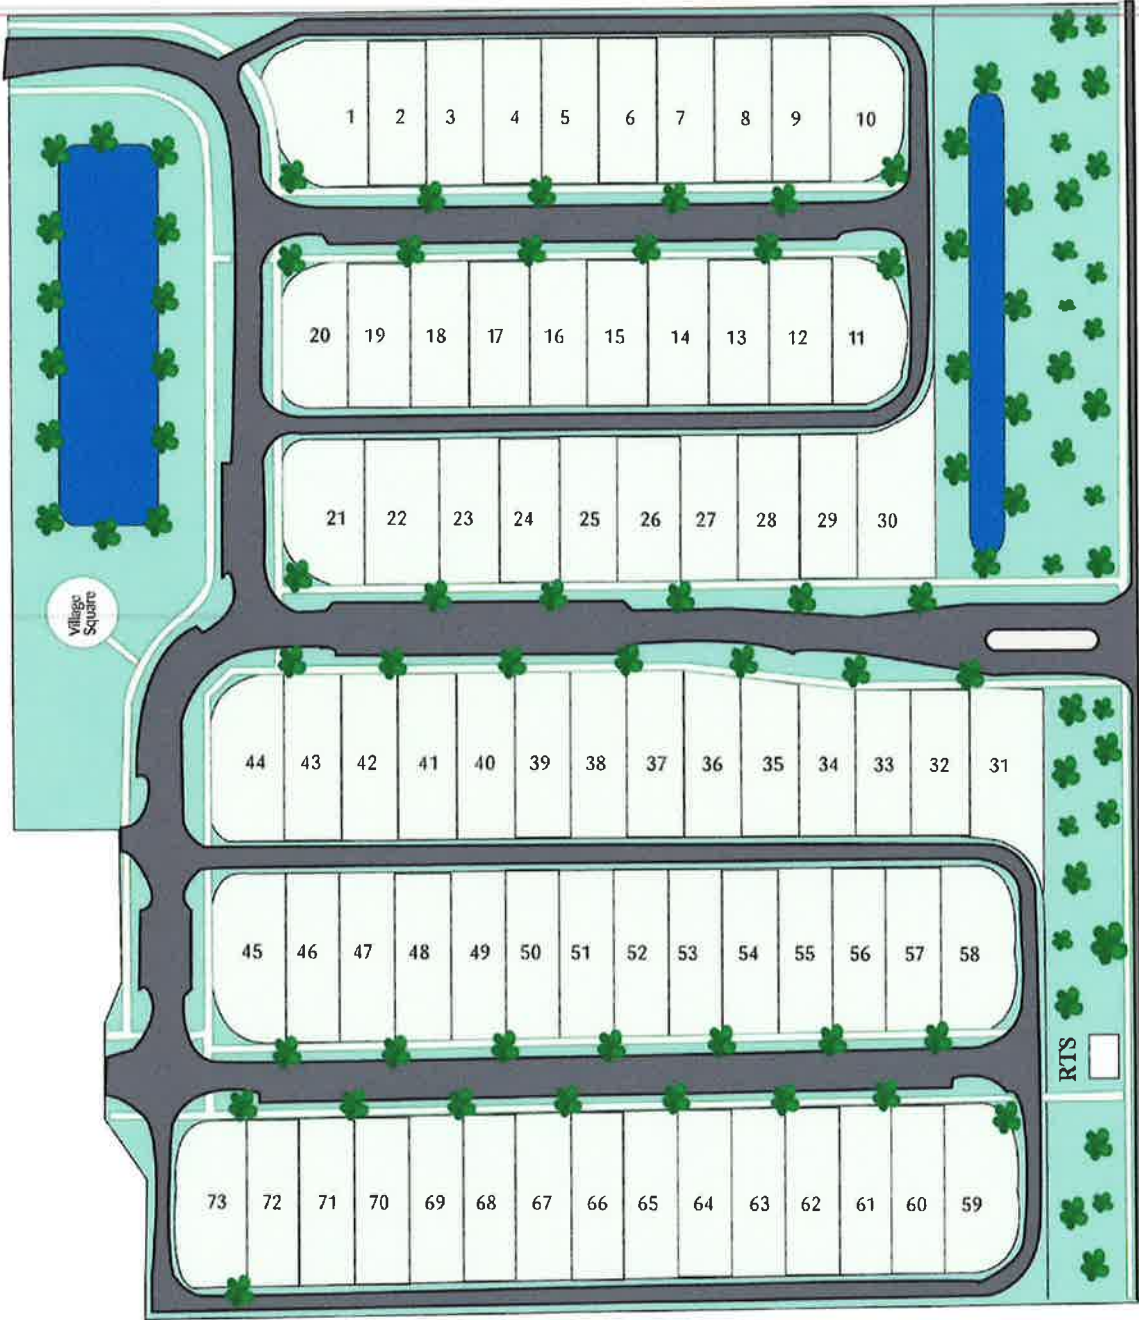 1 2 3 4 5 6 7 8 9 10
20 19 18 17 16 15 14 13 12 11
21 22 23 24 25 26 27 28 29 30
Village
Square
44 43 42 41 40 39 38 37 36 35 34 33 32 31
45 46 47 48 49 50 51 52 53 54 55 56 57 58
RTS
73 72 71 70 69 68 67 66 65 64 63 62 61 60 59